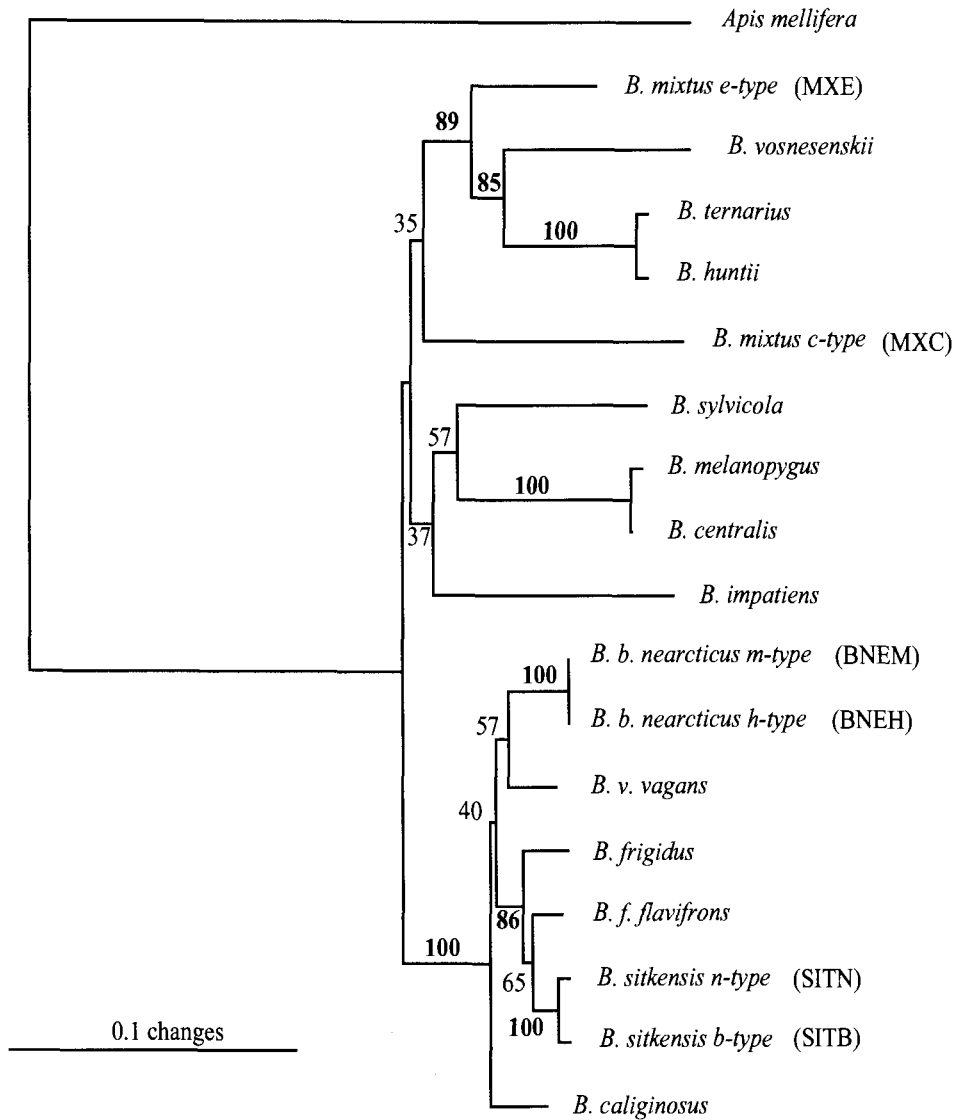 Apis mellifera
B. mixtus e-type (MXE)
89
B. vosnesenskii
85
B. ternarius
35
100
B. huntii
B. mixtus c-type (MXC)
B. sylvicola
57
B. melanopygus
100
B. centralis
37
B. impatiens
B. b. nearcticus m-type (BNEM)
100
B. b. nearcticus h-type (BNEH)
57
B. v. vagans
40
B. frigidus
86
B. f. flavifrons
100
65
B. sitkensis n-type (SITN)
100
B. sitkensis b-type (SITB)
0.1 changes
B. caliginosus